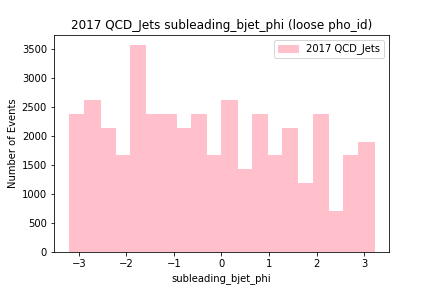 2017 QCD_Jets subleading_bjet_phi (loose pho_id)
2017 QCD_Jets
Number of Events
3500
3000
2500
2000
1500
1000
500
0
−3 −2 −1 0 1 2 3
subleading_bjet_phi